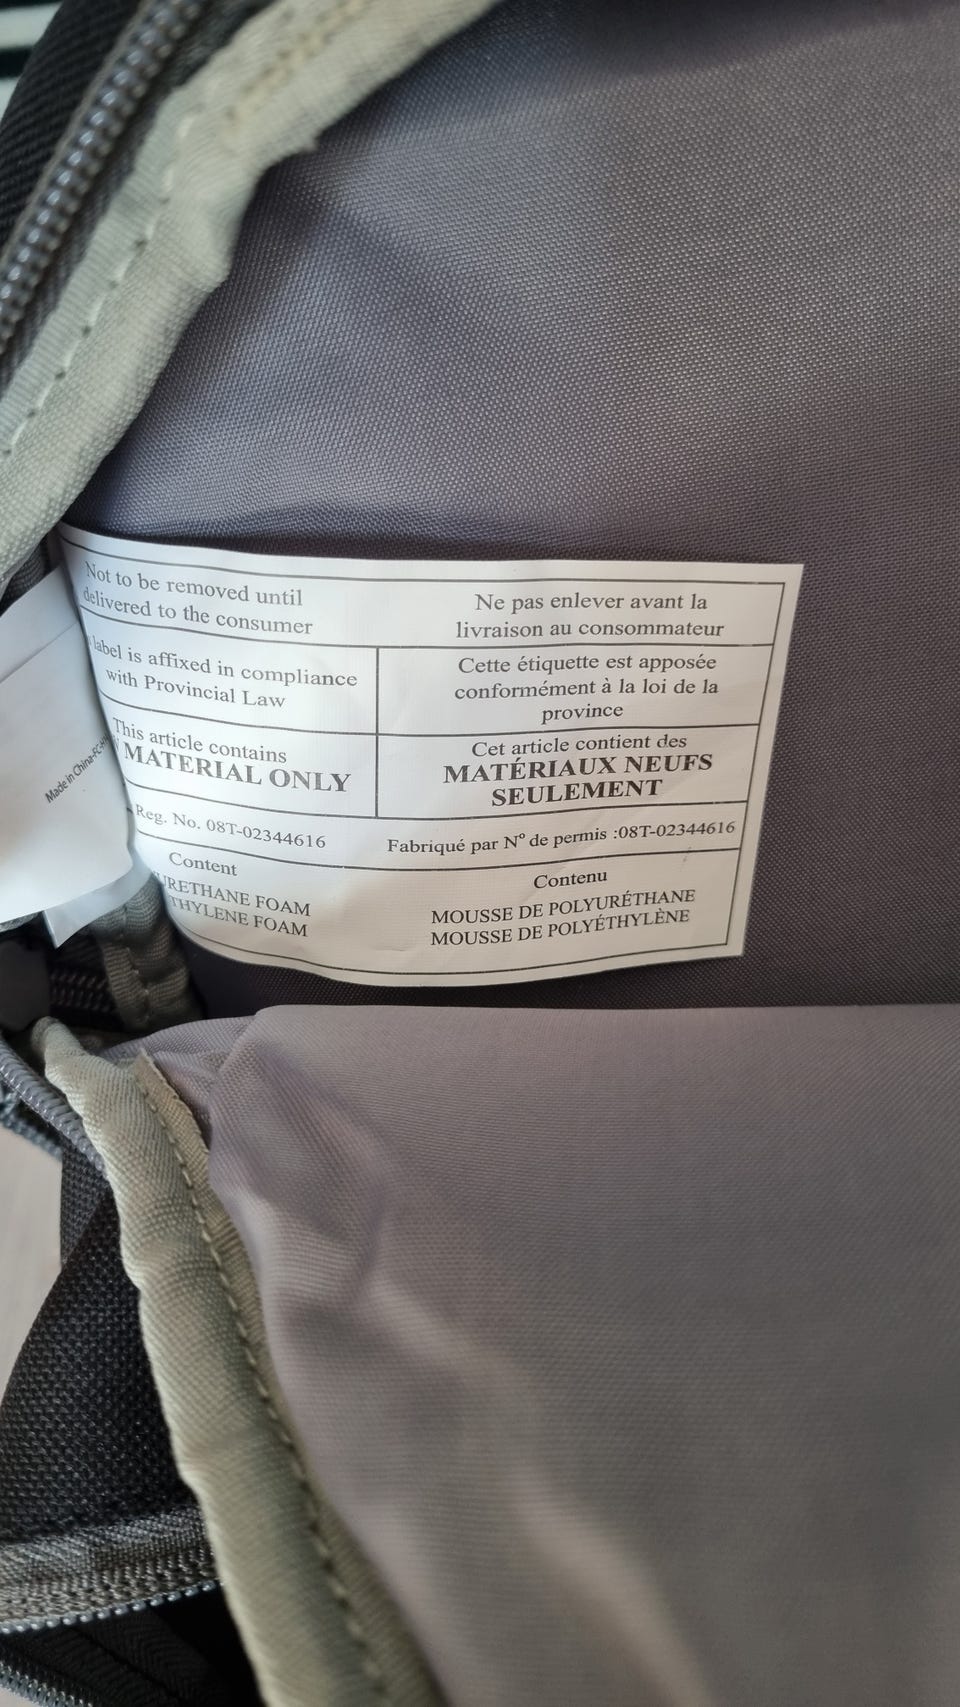 Not to be removed until
delivered to the consumer
Ne pas enlever avant la
livraison au consommateur
label is affixed in compliance
with Provincial Law
Cette étiquette est apposée
conformément à la loi de la
province
This article contains
MATERIAL ONLY
Cet article contient des
MATÉRIAUX NEUFS
SEULEMENT
Reg. No. 08T-02344616
Fabriqué par Nº de permis :08T-02344616
Content
URETHANE FOAM
THYLENE FOAM
Contenu
MOUSSE DE POLYURÉTHANE
MOUSSE DE POLYÉTHYLÈNE
Made in China